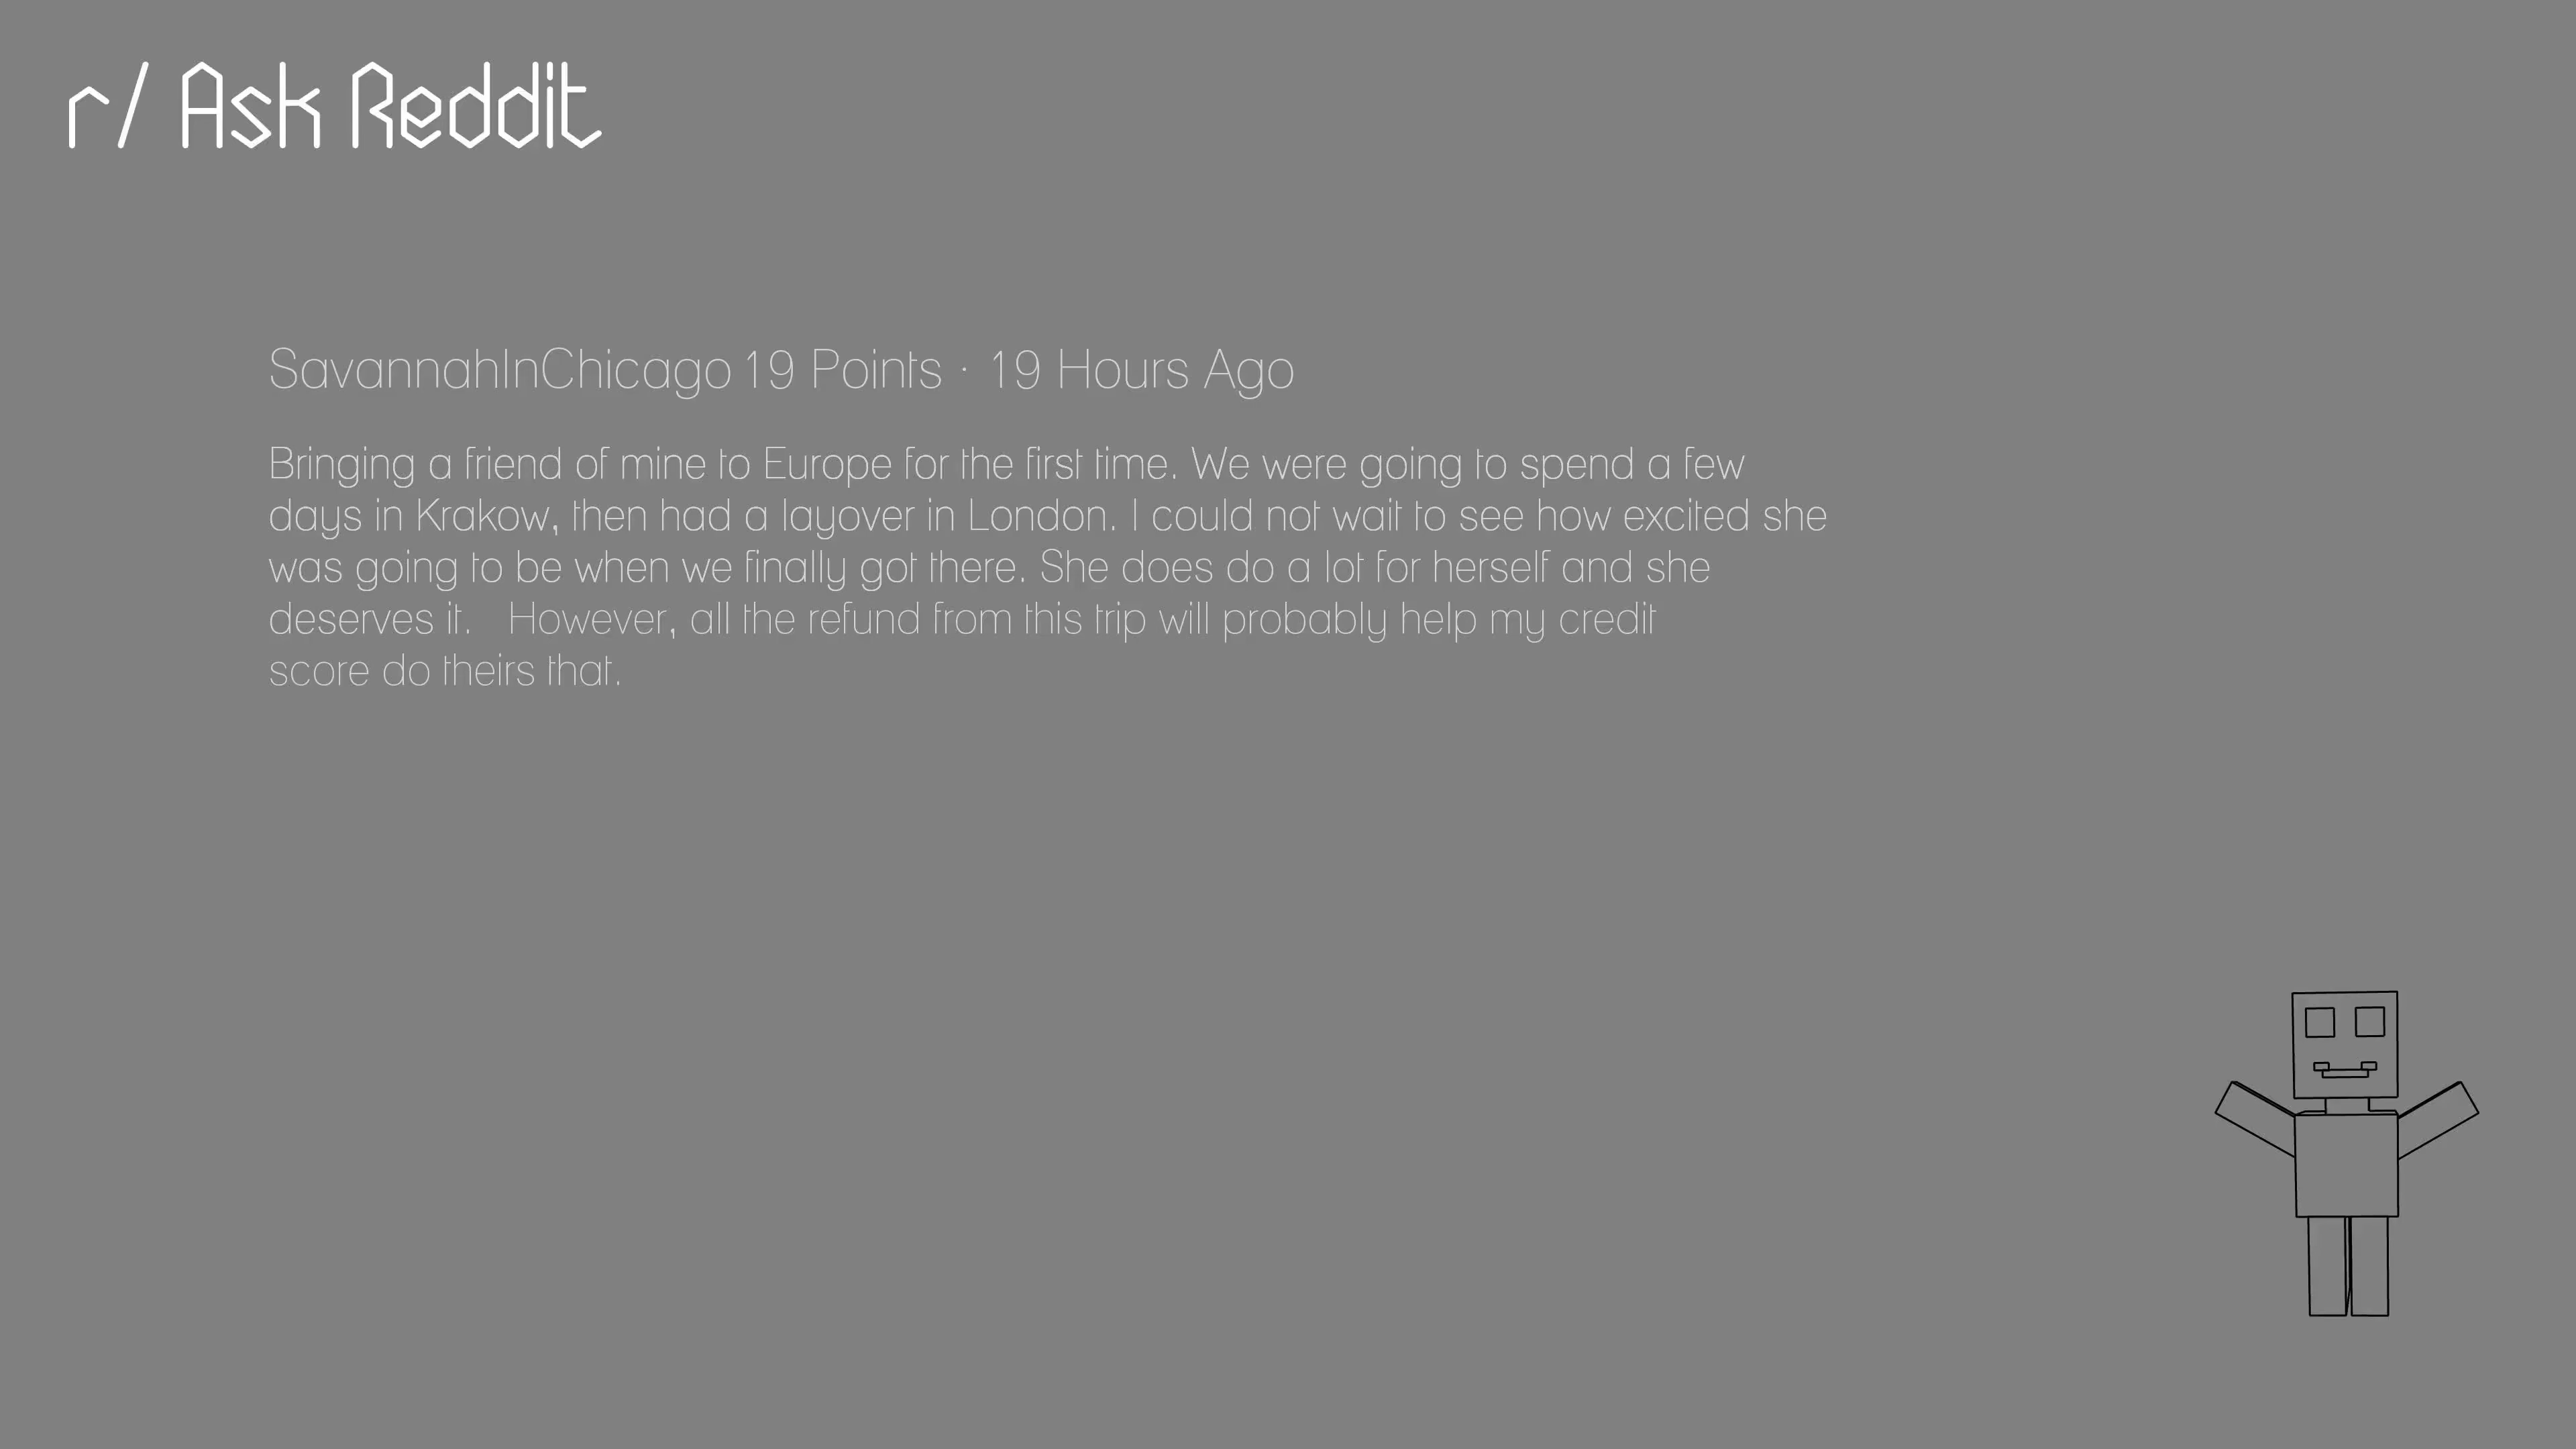 r/ Ask Reddit
SavannahInChicago 19 Points · 19 Hours Ago
Bringing a friend of mine to Europe for the first time. We were going to spend a few
days in Krakow, then had a layover in London. I could not wait to see how excited she
was going to be when we finally got there. She does do a lot for herself and she
deserves it.   However, all the refund from this trip will probably help my credit
score do theirs that.